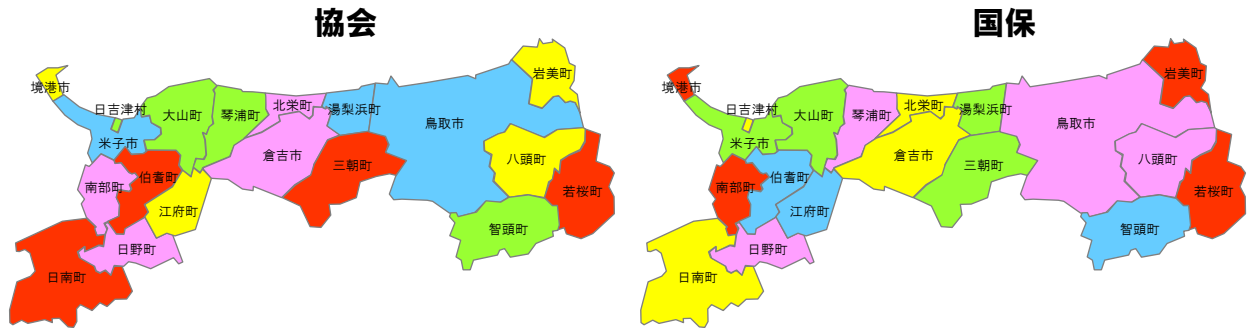 協会
岩美町
境港市
日吉津村
大山町
琴浦町
北栄町
湯梨浜町
鳥取市
米子市
倉吉市
八頭町
三朝町
伯耆町
南部町
若桜町
江府町
智頭町
日野町
日南町
国保
岩美町
境港市
日吉津村
大山町
琴浦町
北栄町
湯梨浜町
鳥取市
米子市
倉吉市
八頭町
三朝町
伯耆町
南部町
若桜町
江府町
智頭町
日野町
日南町